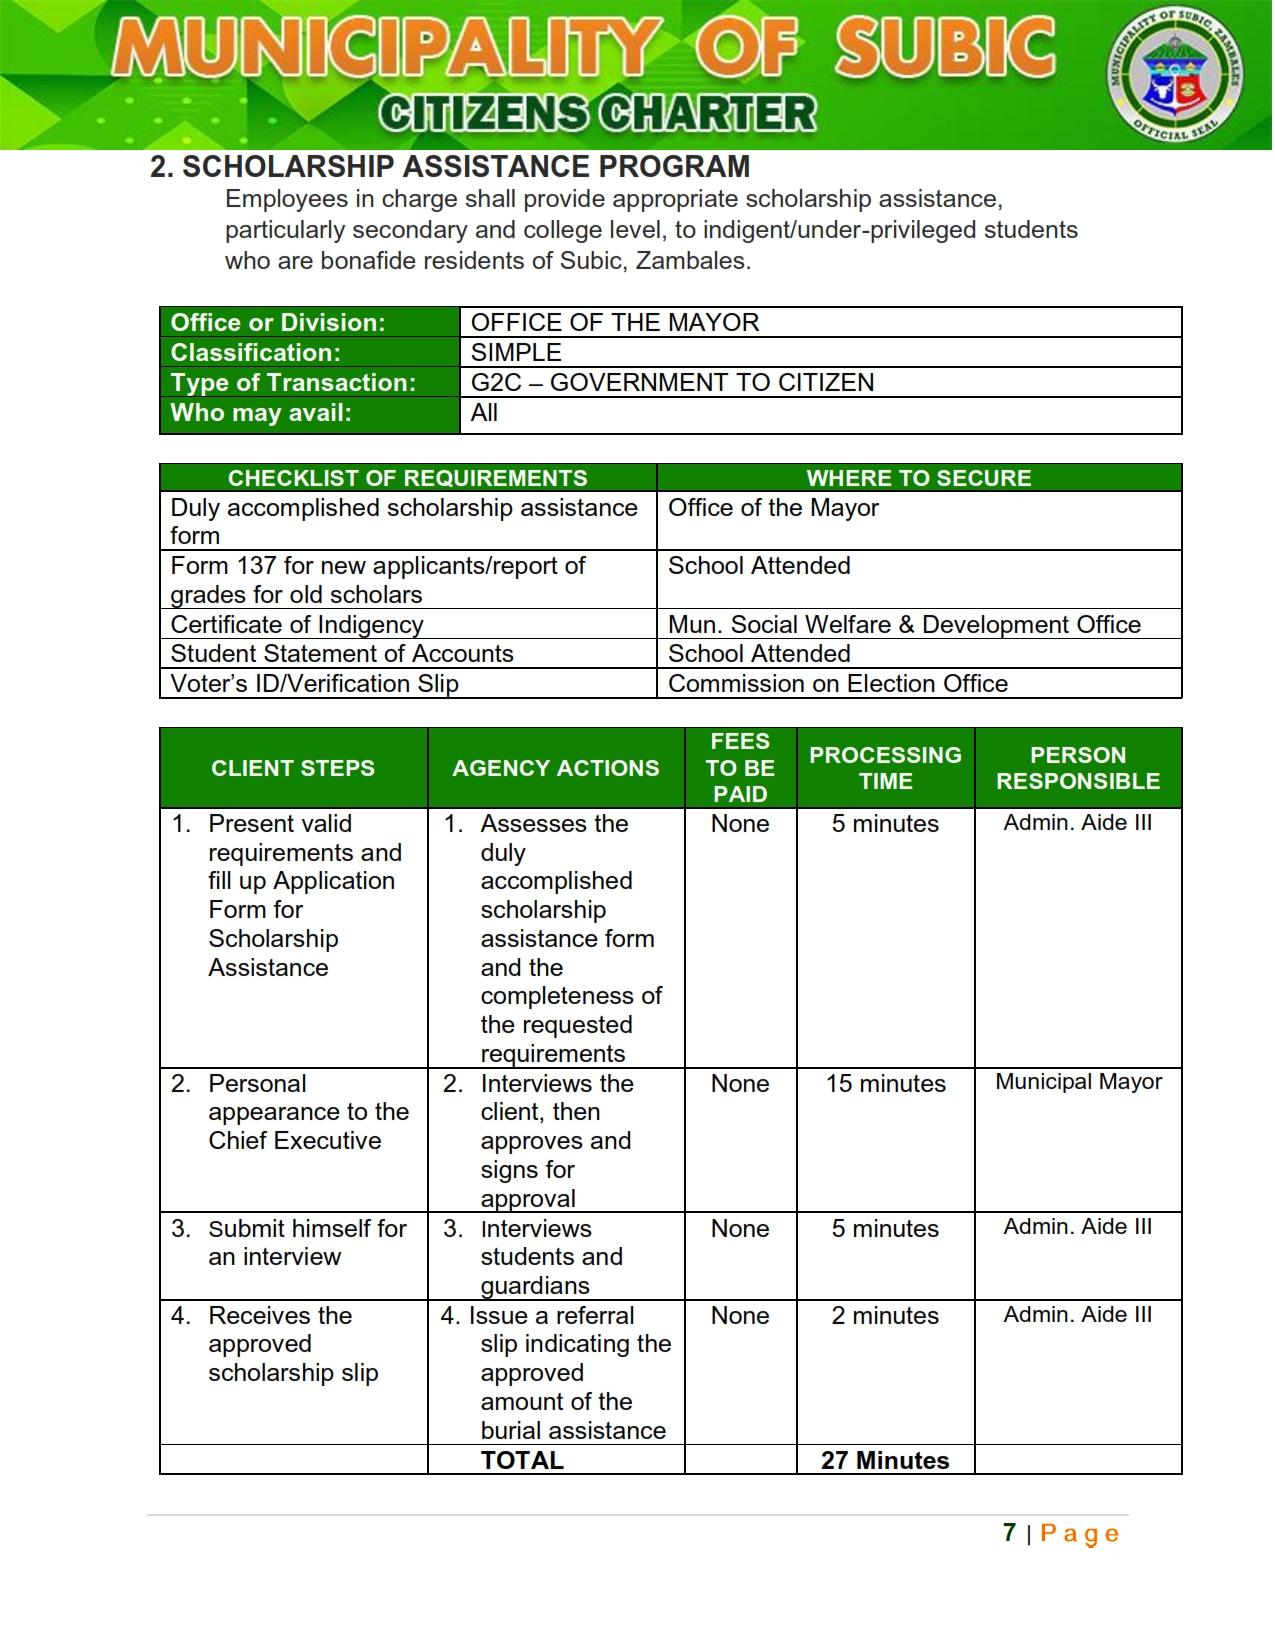 MUNICIPALITY OF SUBIC
CITIZENS CHARTER
MUNICIPALITY OF SUBIC, ZAMBALES
OFFICIAL SEAL
2. SCHOLARSHIP ASSISTANCE PROGRAM
Employees in charge shall provide appropriate scholarship assistance,
particularly secondary and college level, to indigent/under-privileged students
who are bonafide residents of Subic, Zambales.
Office or Division: OFFICE OF THE MAYOR
Classification: SIMPLE
Type of Transaction: G2C – GOVERNMENT TO CITIZEN
Who may avail: All
CHECKLIST OF REQUIREMENTS WHERE TO SECURE
Duly accomplished scholarship assistance
form
Office of the Mayor
Form 137 for new applicants/report of
grades for old scholars
School Attended
Certificate of Indigency Mun. Social Welfare & Development Office
Student Statement of Accounts School Attended
Voter’s ID/Verification Slip Commission on Election Office
CLIENT STEPS
AGENCY ACTIONS
FEES
TO BE
PAID
PROCESSING
TIME
PERSON
RESPONSIBLE
1. Present valid
requirements and
fill up Application
Form for
Scholarship
Assistance
1. Assesses the
duly
accomplished
scholarship
assistance form
and the
completeness of
the requested
requirements
None
5 minutes
Admin. Aide III
2. Personal
appearance to the
Chief Executive
2. Interviews the
client, then
approves and
signs for
approval
None
15 minutes
Municipal Mayor
3. Submit himself for
an interview
3. Interviews
students and
guardians
None
5 minutes
Admin. Aide III
4. Receives the
approved
scholarship slip
4. Issue a referral
slip indicating the
approved
amount of the
burial assistance
None
2 minutes
Admin. Aide III
TOTAL 27 Minutes
7 | Page